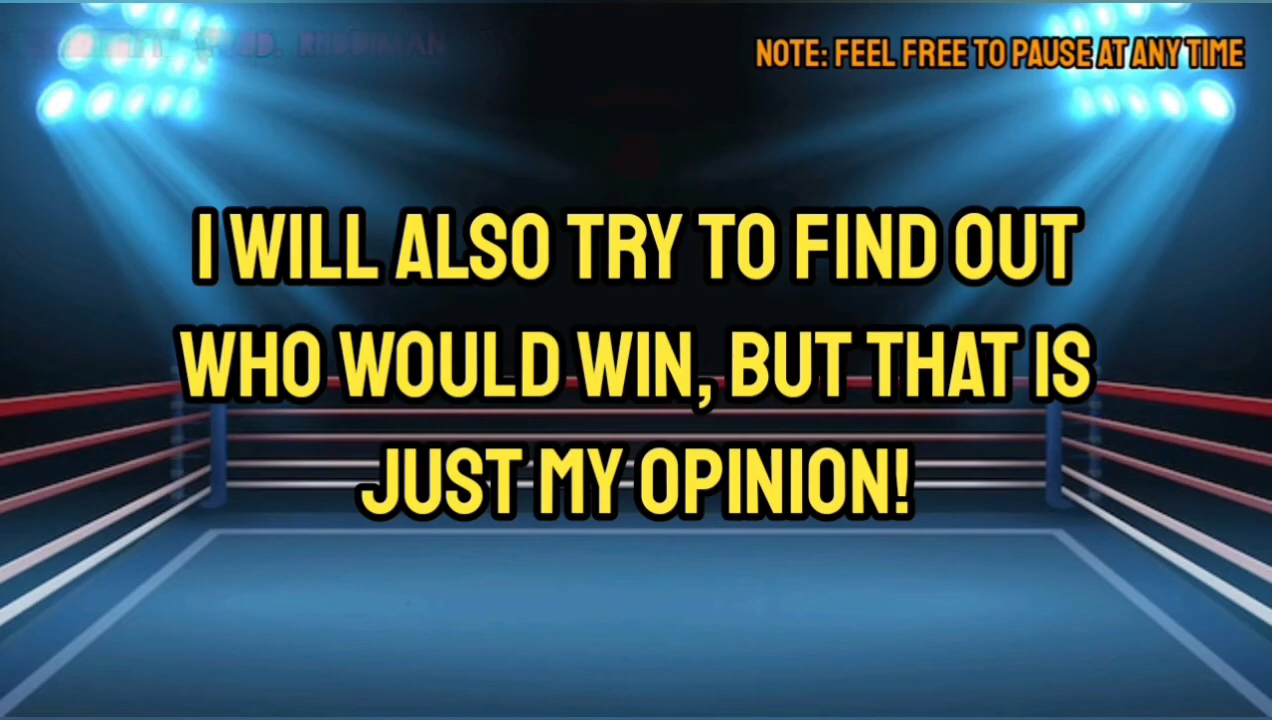 NOTE: FEEL FREE TO PAUSE AT ANY TIME
I WILL ALSO TRY TO FIND OUT
WHO WOULD WIN, BUT THAT IS
JUST MY OPINION!